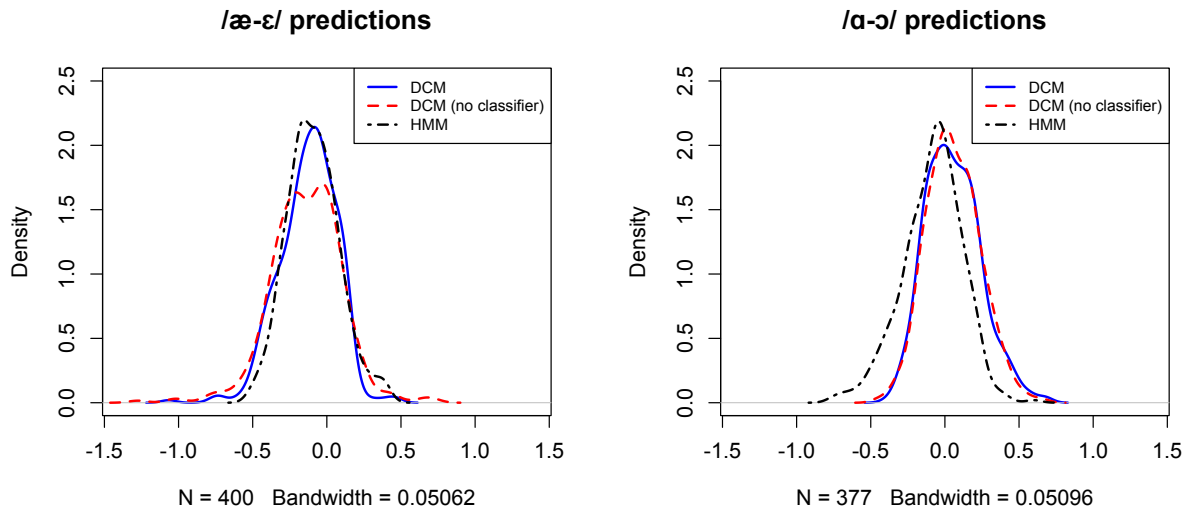 /æ-ɛ/ predictions
Density
0.0 0.5 1.0 1.5 2.0 2.5
DCM
DCM (no classifier)
HMM
-1.5 -1.0 -0.5 0.0 0.5 1.0 1.5
N = 400 Bandwidth = 0.05062
/ɑ-ɔ/ predictions
Density
0.0 0.5 1.0 1.5 2.0 2.5
DCM
DCM (no classifier)
HMM
-1.5 -1.0 -0.5 0.0 0.5 1.0 1.5
N = 377 Bandwidth = 0.05096